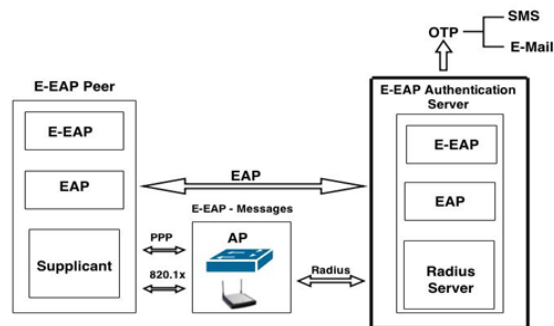 SMS
OTP
E-Mail
E-EAP Peer
E-EAP
EAP
Supplicant
EAP
E-EAP - Messages
PPP
820.1x
AP
Radius
E-EAP Authentication
Server
E-EAP
EAP
Radius
Server